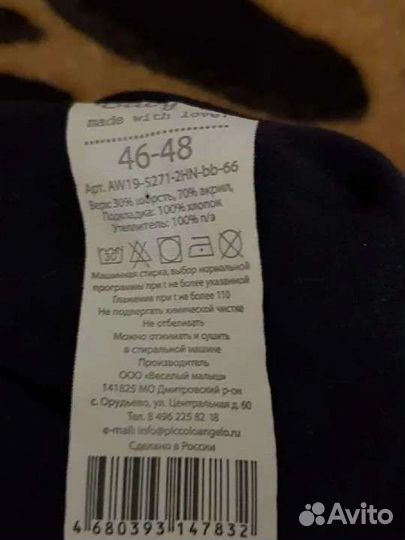 made with love
46-48
Арт. AW19-5271-2HN-bb-66
Верх: 30% шерсть, 70% акрил,
Подкладка: 100% хлопок
Утеплитель: 100% п/э
30°
Машинная стирка, выбор нормальной
программы при t не более указанной
Глажение при t не более 110
Не подвергать химической чистке
Не отбеливать
Можно отжимать и сушить
в стиральной машине
Производитель
ООО «Веселый малыш»
141825 МО Дмитровский р-он
с. Орудьево, ул. Центральная д. 60
Тел. 8 496 225 82 18
e-mail: info@piccoloangelo.ru
Сделано в России
4 680393 147832
Avito